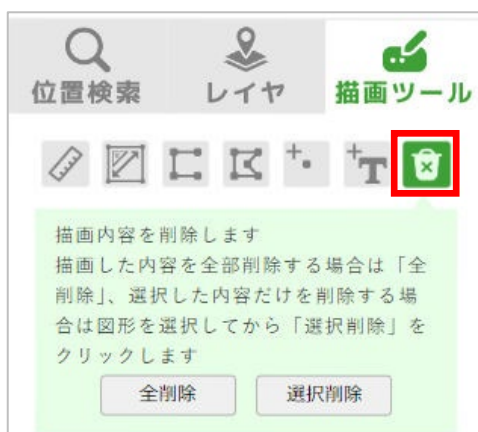 位置検索 レイヤ 描画ツール
T
描画内容を削除します
描画した内容を全部削除する場合は「全
削除」、選択した内容だけを削除する場
合は図形を選択してから「選択削除」を
クリックします
全削除 選択削除